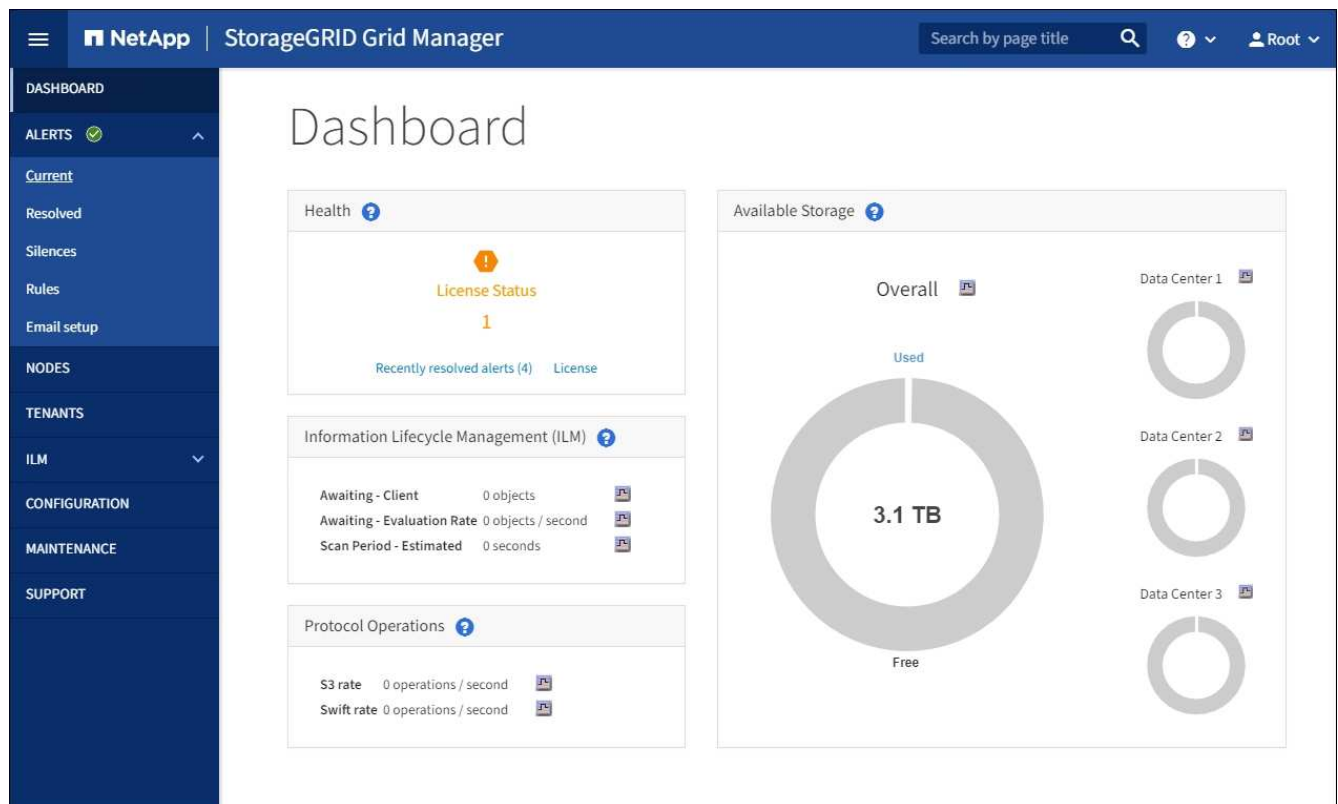 NetApp | StorageGRID Grid Manager
Search by page title
Root
DASHBOARD
ALERTS
Current
Resolved
Silences
Rules
Email setup
NODES
TENANTS
ILM
CONFIGURATION
MAINTENANCE
SUPPORT
Dashboard
Health
License Status
1
Recently resolved alerts (4) License
Information Lifecycle Management (ILM)
Awaiting - Client 0 objects
Awaiting - Evaluation Rate 0 objects / second
Scan Period - Estimated 0 seconds
Protocol Operations
S3 rate 0 operations / second
Swift rate 0 operations / second
Available Storage
Overall
Used
3.1 TB
Free
Data Center 1
Data Center 2
Data Center 3